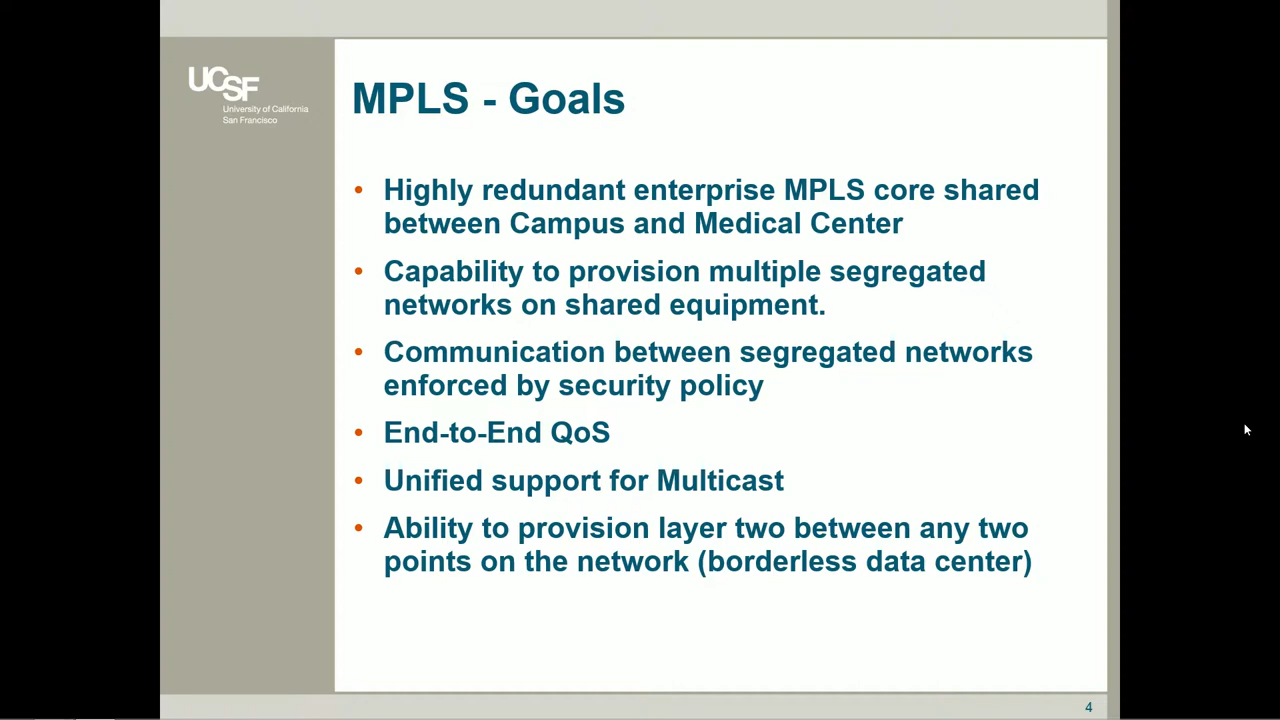 UCSF
University of California
San Francisco
MPLS - Goals
• Highly redundant enterprise MPLS core shared
between Campus and Medical Center
• Capability to provision multiple segregated
networks on shared equipment.
• Communication between segregated networks
enforced by security policy
• End-to-End QoS
• Unified support for Multicast
• Ability to provision layer two between any two
points on the network (borderless data center)
4